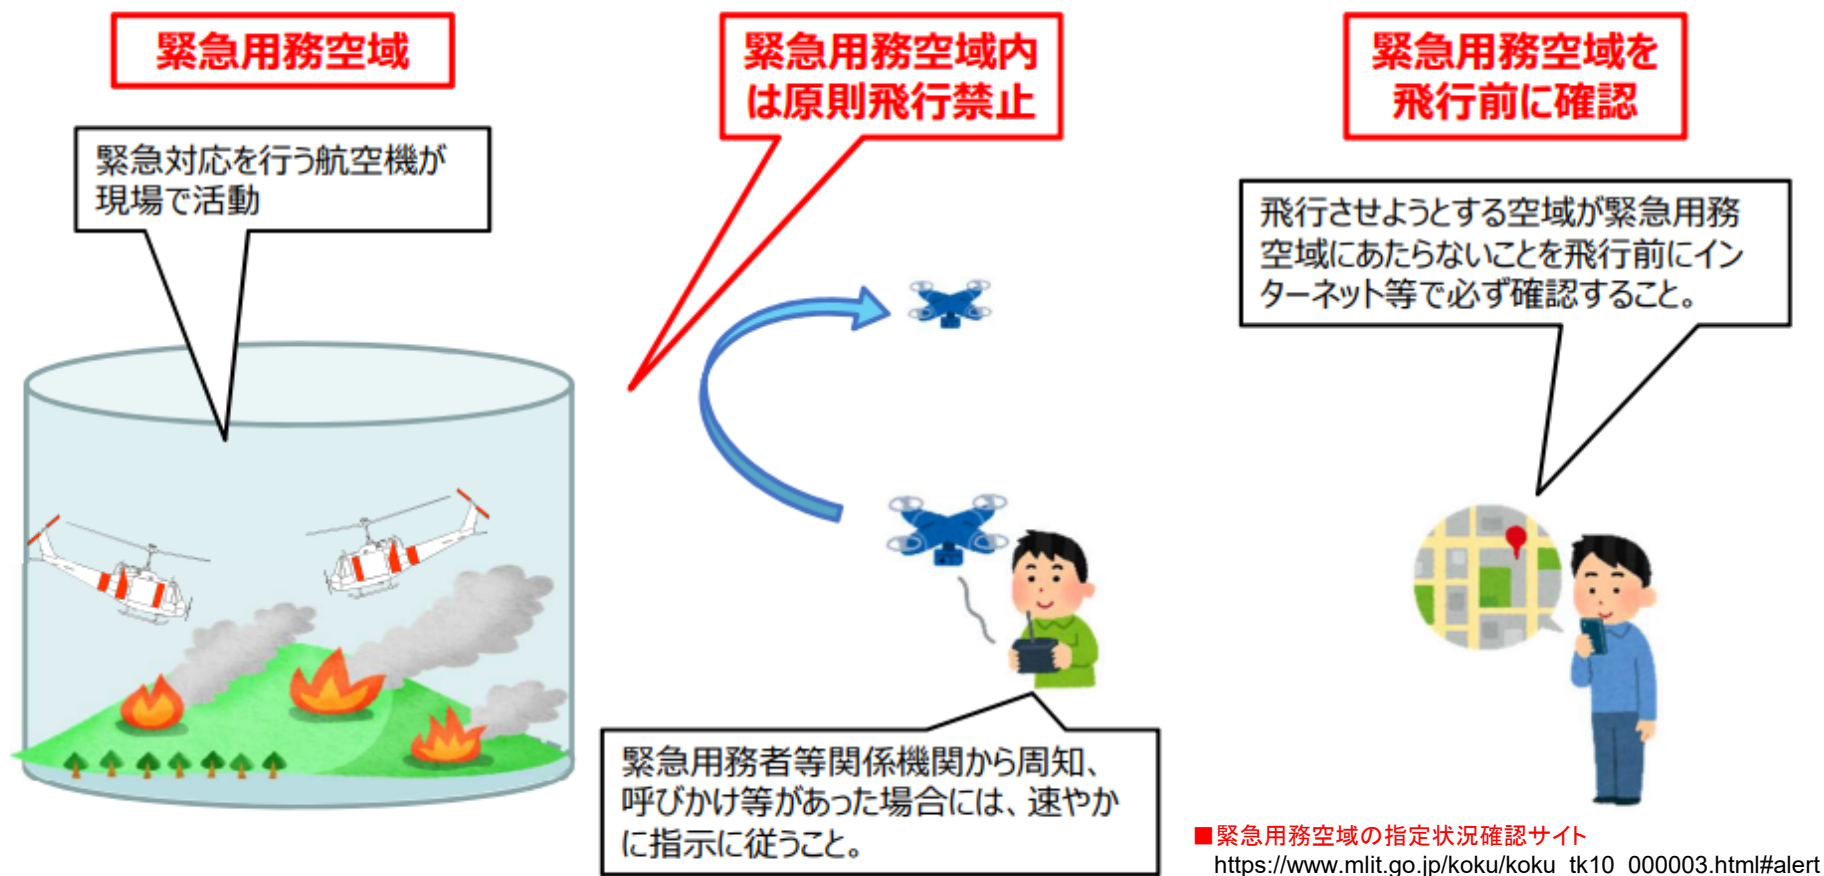 緊急用務空域
緊急対応を行う航空機が
現場で活動
緊急用務空域内
は原則飛行禁止
緊急用務者等関係機関から周知、
呼びかけ等があった場合には、速やか
に指示に従うこと。
緊急用務空域を
飛行前に確認
飛行させようとする空域が緊急用務
空域にあたらないことを飛行前にイン
ターネット等で必ず確認すること。
■緊急用務空域の指定状況確認サイト
https://www.mlit.go.jp/koku/koku_tk10_000003.html#alert